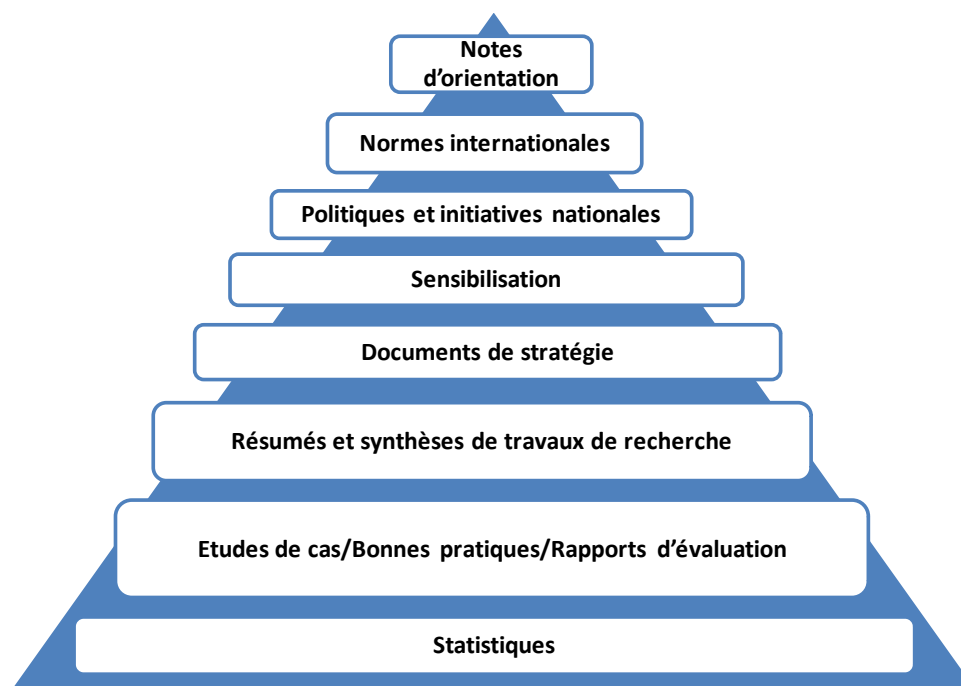 Notes
d’orientation
Normes internationales
Politiques et initiatives nationales
Sensibilisation
Documents de stratégie
Résumés et synthèses de travaux de recherche
Etudes de cas/Bonnes pratiques/Rapports d’évaluation
Statistiques